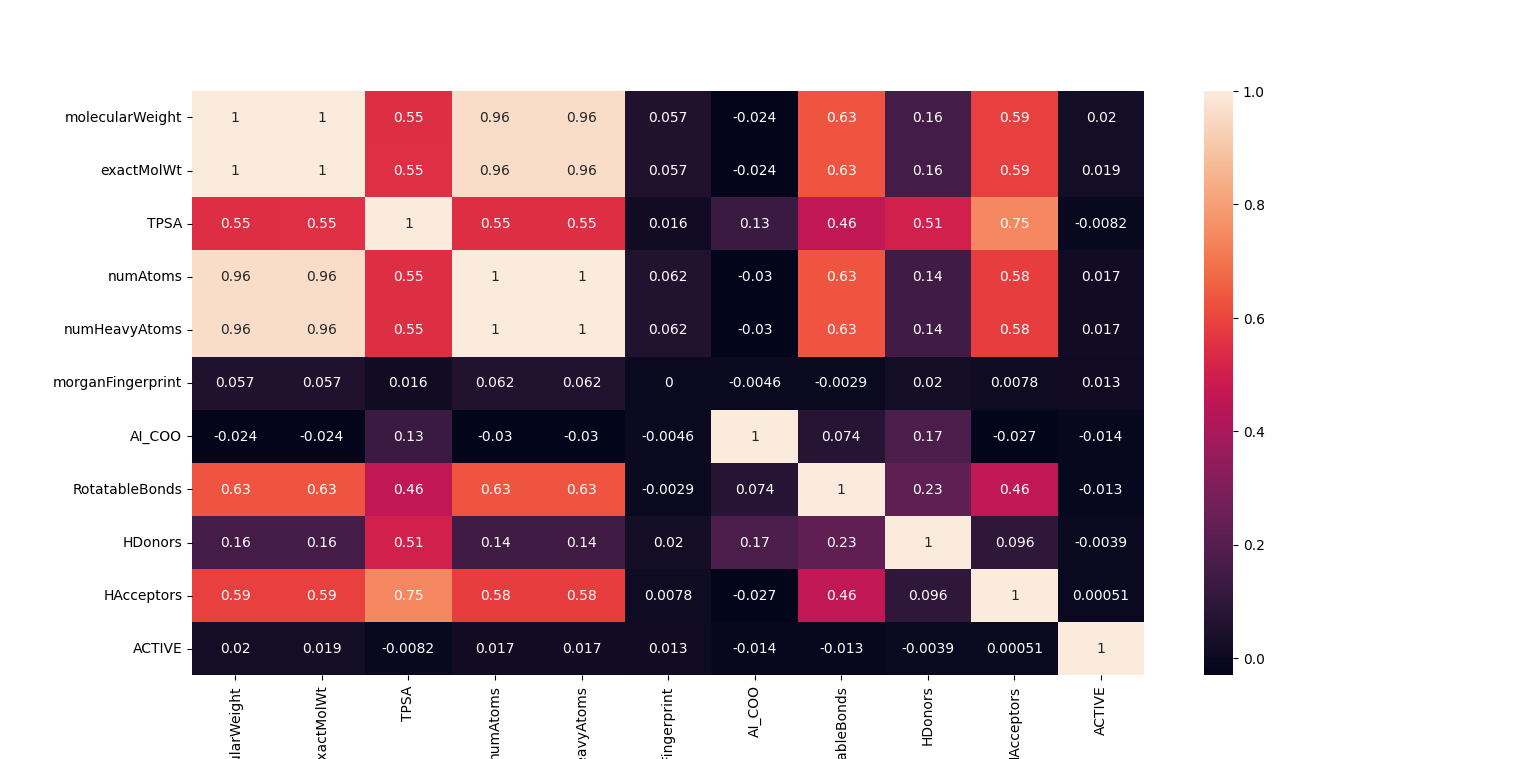 molecularWeight 1 1 0.55 0.96 0.96 0.057 -0.024 0.63 0.16 0.59 0.02
exactMolWt 1 1 0.55 0.96 0.96 0.057 -0.024 0.63 0.16 0.59 0.019
TPSA 0.55 0.55 1 0.55 0.55 0.016 0.13 0.46 0.51 0.75 -0.0082
numAtoms 0.96 0.96 0.55 1 1 0.062 -0.03 0.63 0.14 0.58 0.017
numHeavyAtoms 0.96 0.96 0.55 1 1 0.062 -0.03 0.63 0.14 0.58 0.017
morganFingerprint 0.057 0.057 0.016 0.062 0.062 0 -0.0046 -0.0029 0.02 0.0078 0.013
AI_COO -0.024 -0.024 0.13 -0.03 -0.03 -0.0046 1 0.074 0.17 -0.027 -0.014
RotatableBonds 0.63 0.63 0.46 0.63 0.63 -0.0029 0.074 1 0.23 0.46 -0.013
HDonors 0.16 0.16 0.51 0.14 0.14 0.02 0.17 0.23 1 0.096 -0.0039
HAcceptors 0.59 0.59 0.75 0.58 0.58 0.0078 -0.027 0.46 0.096 1 0.00051
ACTIVE 0.02 0.019 -0.0082 0.017 0.017 0.013 -0.014 -0.013 -0.0039 0.00051 1
ularWeight
xactMolWt
TPSA
numAtoms
eavyAtoms
Fingerprint
AI_COO
ableBonds
HDonors
HAcceptors
ACTIVE
1.0
0.8
0.6
0.4
0.2
0.0